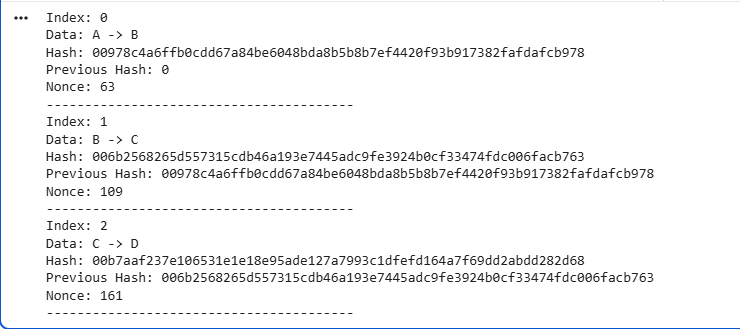 Index: 0
Data: A -> B
Hash: 00978c4a6ffb0cdd67a84be6048bda8b5b8b7ef4420f93b917382fafdafcb978
Previous Hash: 0
Nonce: 63
----------------------------------------
Index: 1
Data: B -> C
Hash: 006b2568265d557315cdb46a193e7445adc9fe3924b0cf33474fdc006facb763
Previous Hash: 00978c4a6ffb0cdd67a84be6048bda8b5b8b7ef4420f93b917382fafdafcb978
Nonce: 109
----------------------------------------
Index: 2
Data: C -> D
Hash: 00b7aaf237e106531e1e18e95ade127a7993c1dfefd164a7f69dd2abdd282d68
Previous Hash: 006b2568265d557315cdb46a193e7445adc9fe3924b0cf33474fdc006facb763
Nonce: 161
----------------------------------------